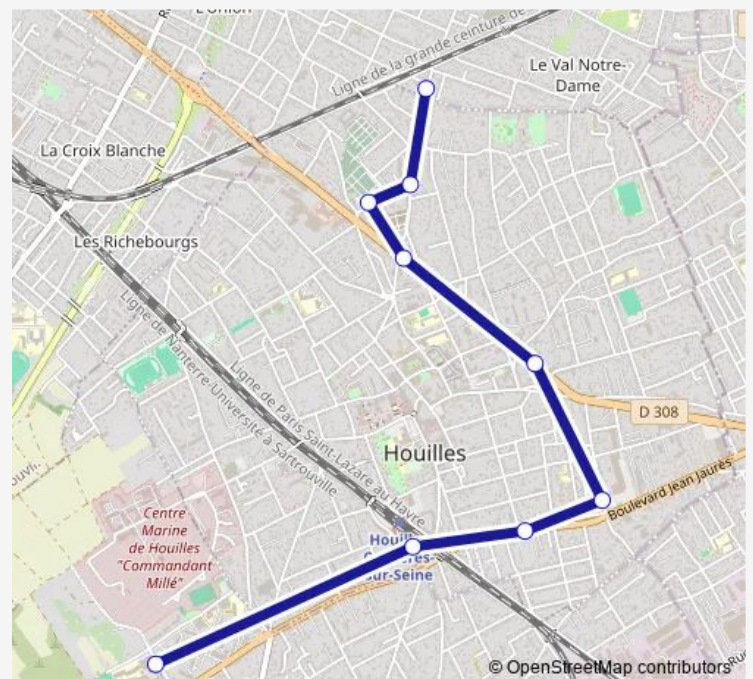 L'Union
Ligne de la grande ceinture de
Le Val Notre-
Dame
La Croix Blanche
Les Richebourgs
Ligne de Nanterre-Université à Sartrouville
Ligne de Paris Saint-Lazare au Havre
D 308
Houilles
Boulevard Jean Jaurès
Centre
Marine
de Houilles
"Commandant
Millé"
sur-Seine
© OpenStreetMap contributors